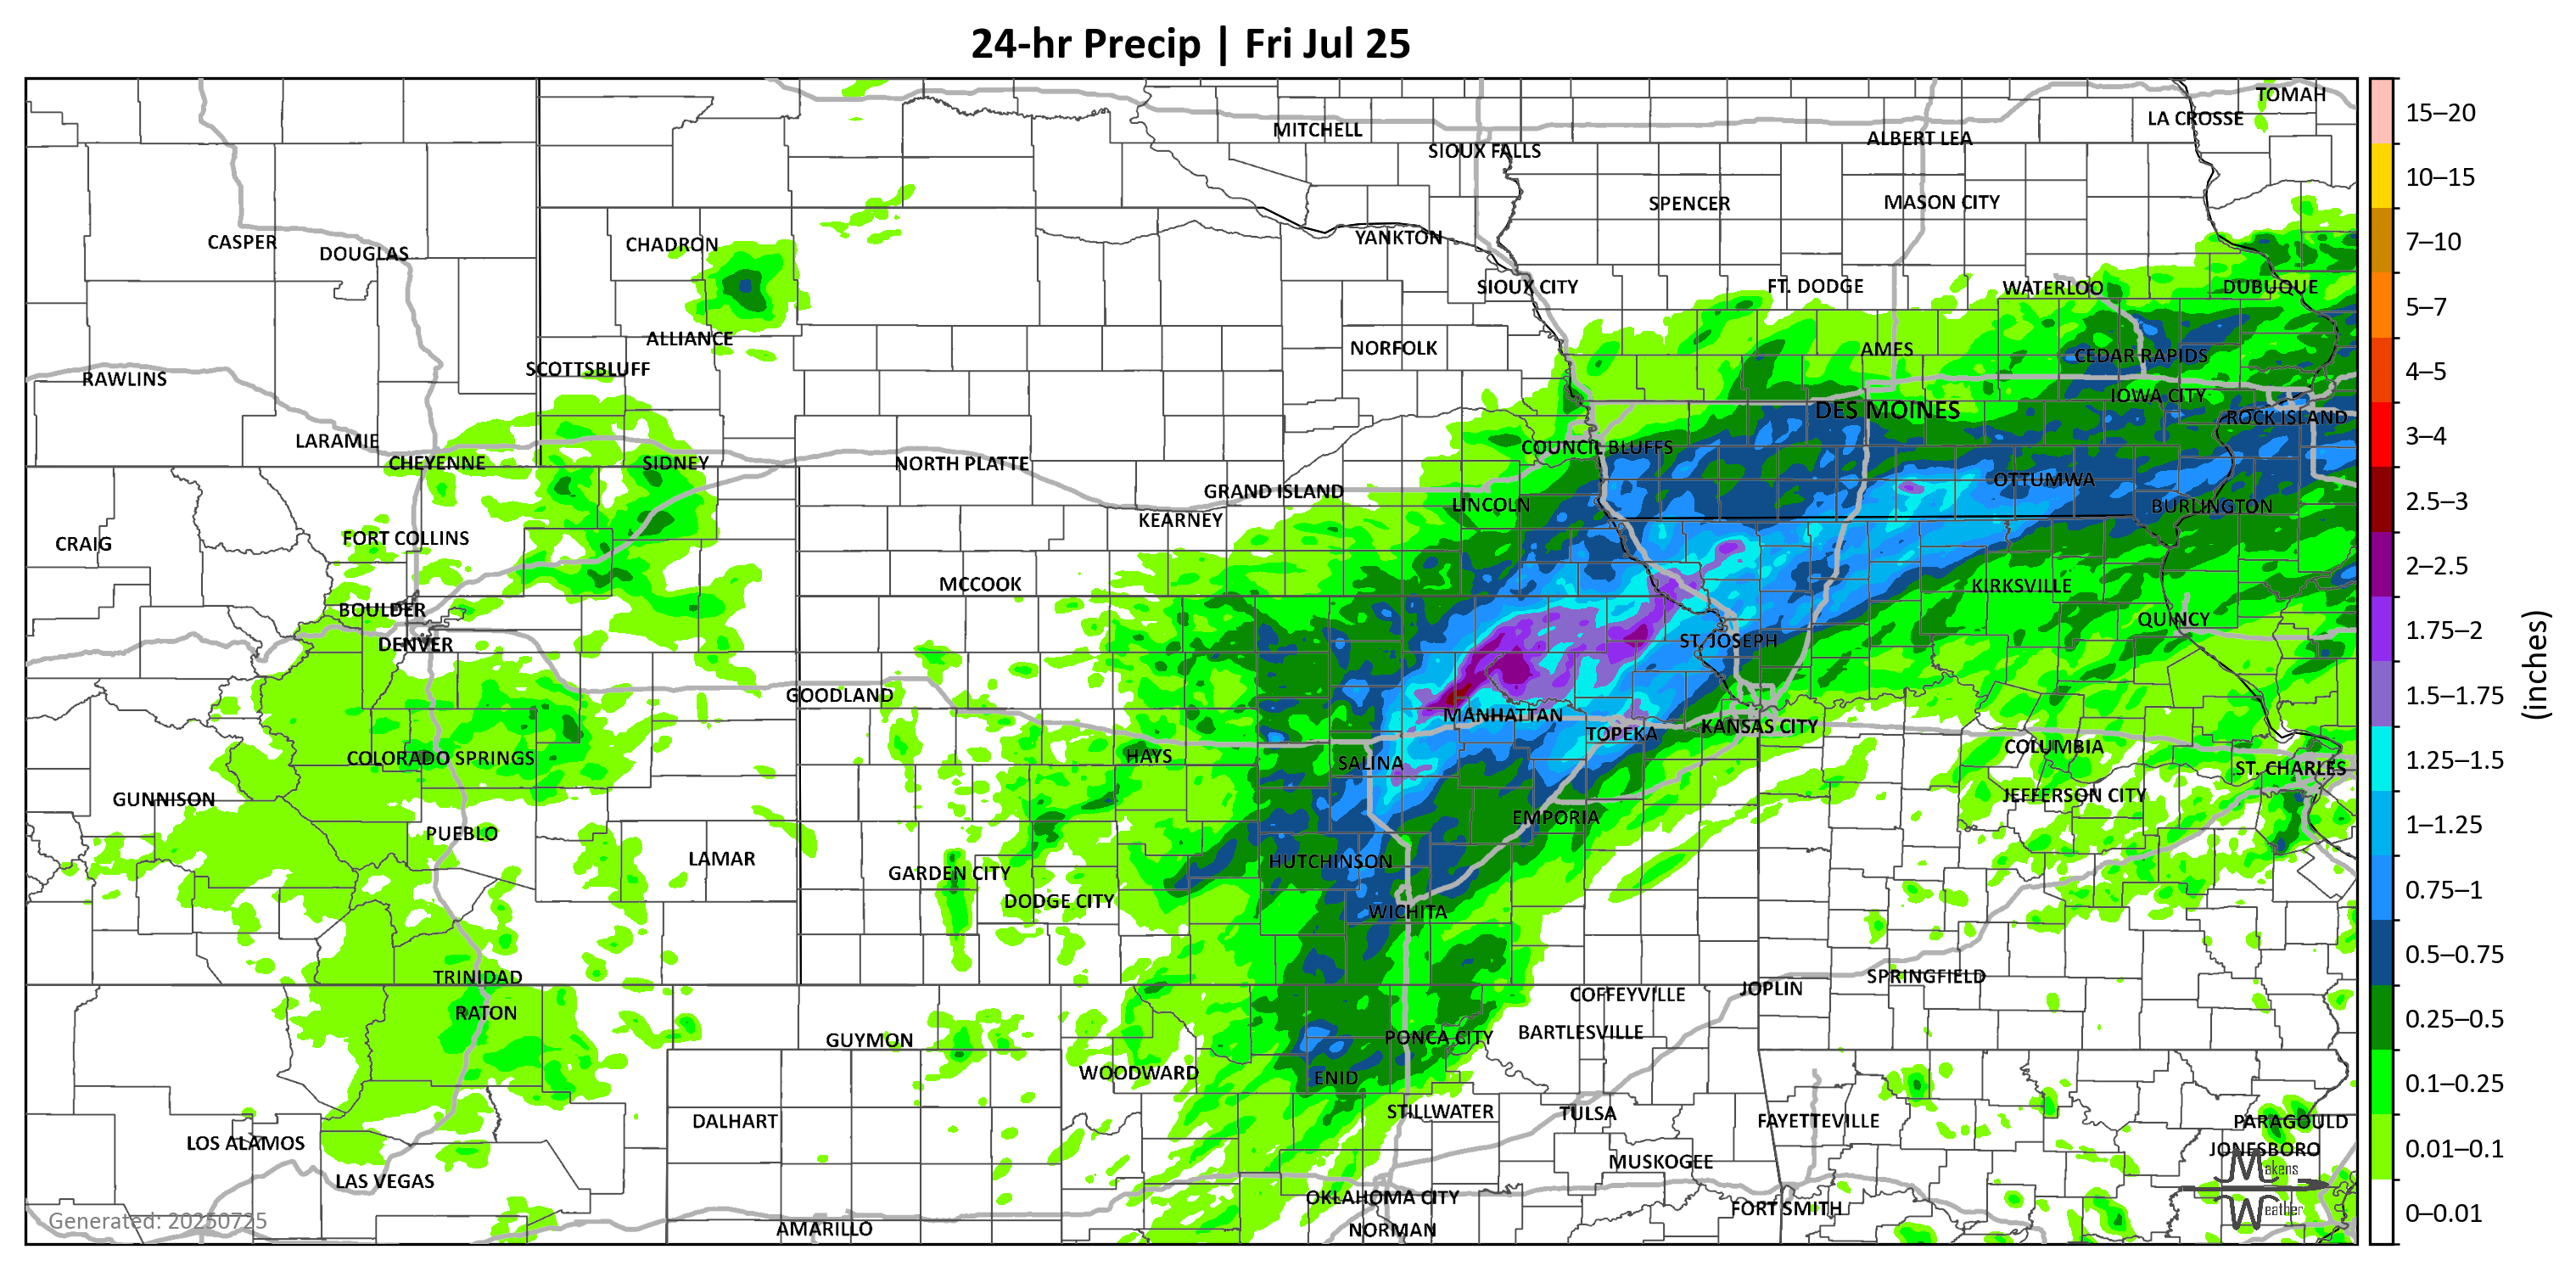 24-hr Precip | Fri Jul 25
TOMAH
LA CROSSE
MITCHELL
ALBERT LEA
SIOUX FALLS
SPENCER
MASON CITY
CASPER
DOUGLAS
CHADRON
YANKTON
SIOUX CITY
FT. DODGE
WATERLOO
DUBUQUE
ALLIANCE
NORFOLK
AMES
CEDAR RAPIDS
SCOTTSBLUFF
RAWLINS
IOWA CITY
DES MOINES
ROCK ISLAND
LARAMIE
COUNCIL BLUFFS
CHEYENNE
SIDNEY
NORTH PLATTE
OTTUMWA
GRAND ISLAND
LINCOLN
BURLINGTON
KEARNEY
FORT COLLINS
CRAIG
MCCOOK
KIRKSVILLE
BOULDER
QUINCY
DENVER
ST. JOSEPH
GOODLAND
MANHATTAN
KANSAS CITY
TOPEKA
COLUMBIA
COLORADO SPRINGS
HAYS
SALINA
ST. CHARLES
GUNNISON
JEFFERSON CITY
EMPORIA
PUEBLO
LAMAR
HUTCHINSON
GARDEN CITY
DODGE CITY
WICHITA
TRINIDAD
SPRINGFIELD
JOPLIN
COFFEYVILLE
RATON
BARTLESVILLE
GUYMON
PONCA CITY
WOODWARD
ENID
STILLWATER
TULSA
DALHART
FAYETTEVILLE
PARAGOULD
LOS ALAMOS
JONESBORO
MUSKOGEE
LAS VEGAS
OKLAHOMA CITY
FORT SMITH
AMARILLO
NORMAN
Makens
Weather
Generated: 20250725
15–20
10–15
7–10
5–7
4–5
3–4
2.5–3
2–2.5
1.75–2
1.5–1.75
1.25–1.5
1–1.25
0.75–1
0.5–0.75
0.25–0.5
0.1–0.25
0.01–0.1
0–0.01
(inches)